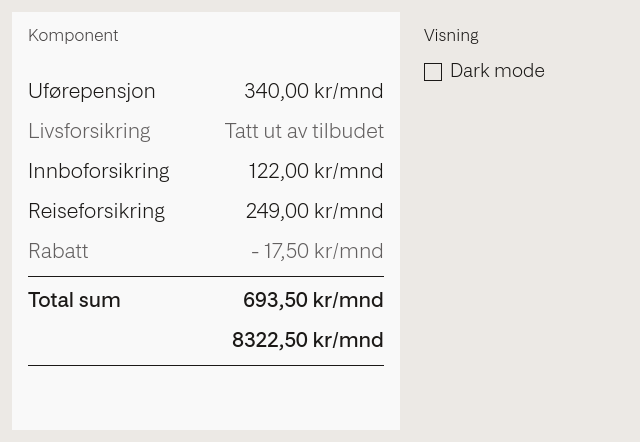 Komponent
Visning
Dark mode
Uførepensjon 340,00 kr/mnd
Livsforsikring Tatt ut av tilbudet
Innboforsikring 122,00 kr/mnd
Reiseforsikring 249,00 kr/mnd
Rabatt - 17,50 kr/mnd
Total sum 693,50 kr/mnd
8322,50 kr/mnd